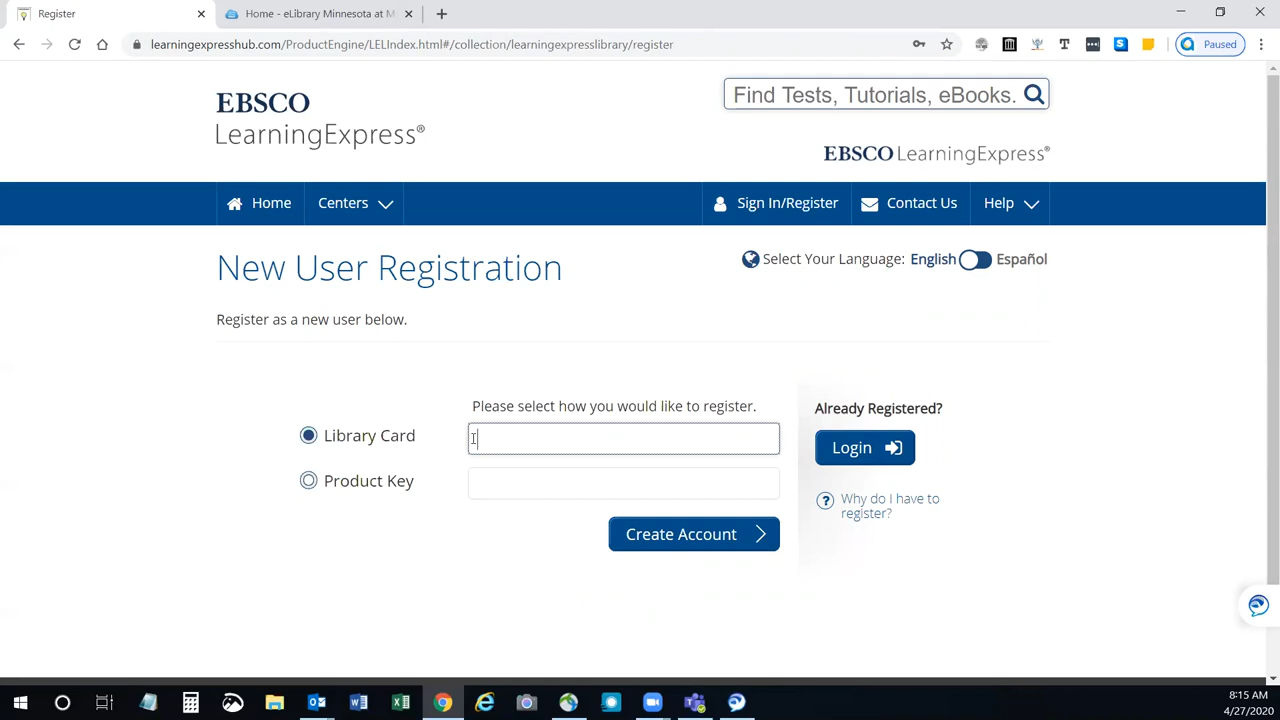 Register
Home - eLibrary Minnesota at M
learningexpresshub.com/ProductEngine/LELIndex.html#/collection/learningexpresslibrary/register
Paused
EBSCO
LearningExpress®
Find Tests, Tutorials, eBooks.
EBSCO LearningExpress®
Home
Centers
Sign In/Register
Contact Us
Help
New User Registration
Select Your Language: English Español
Register as a new user below.
Please select how you would like to register.
Already Registered?
Library Card
Login
Product Key
Why do I have to
register?
Create Account
8:15 AM
4/27/2020